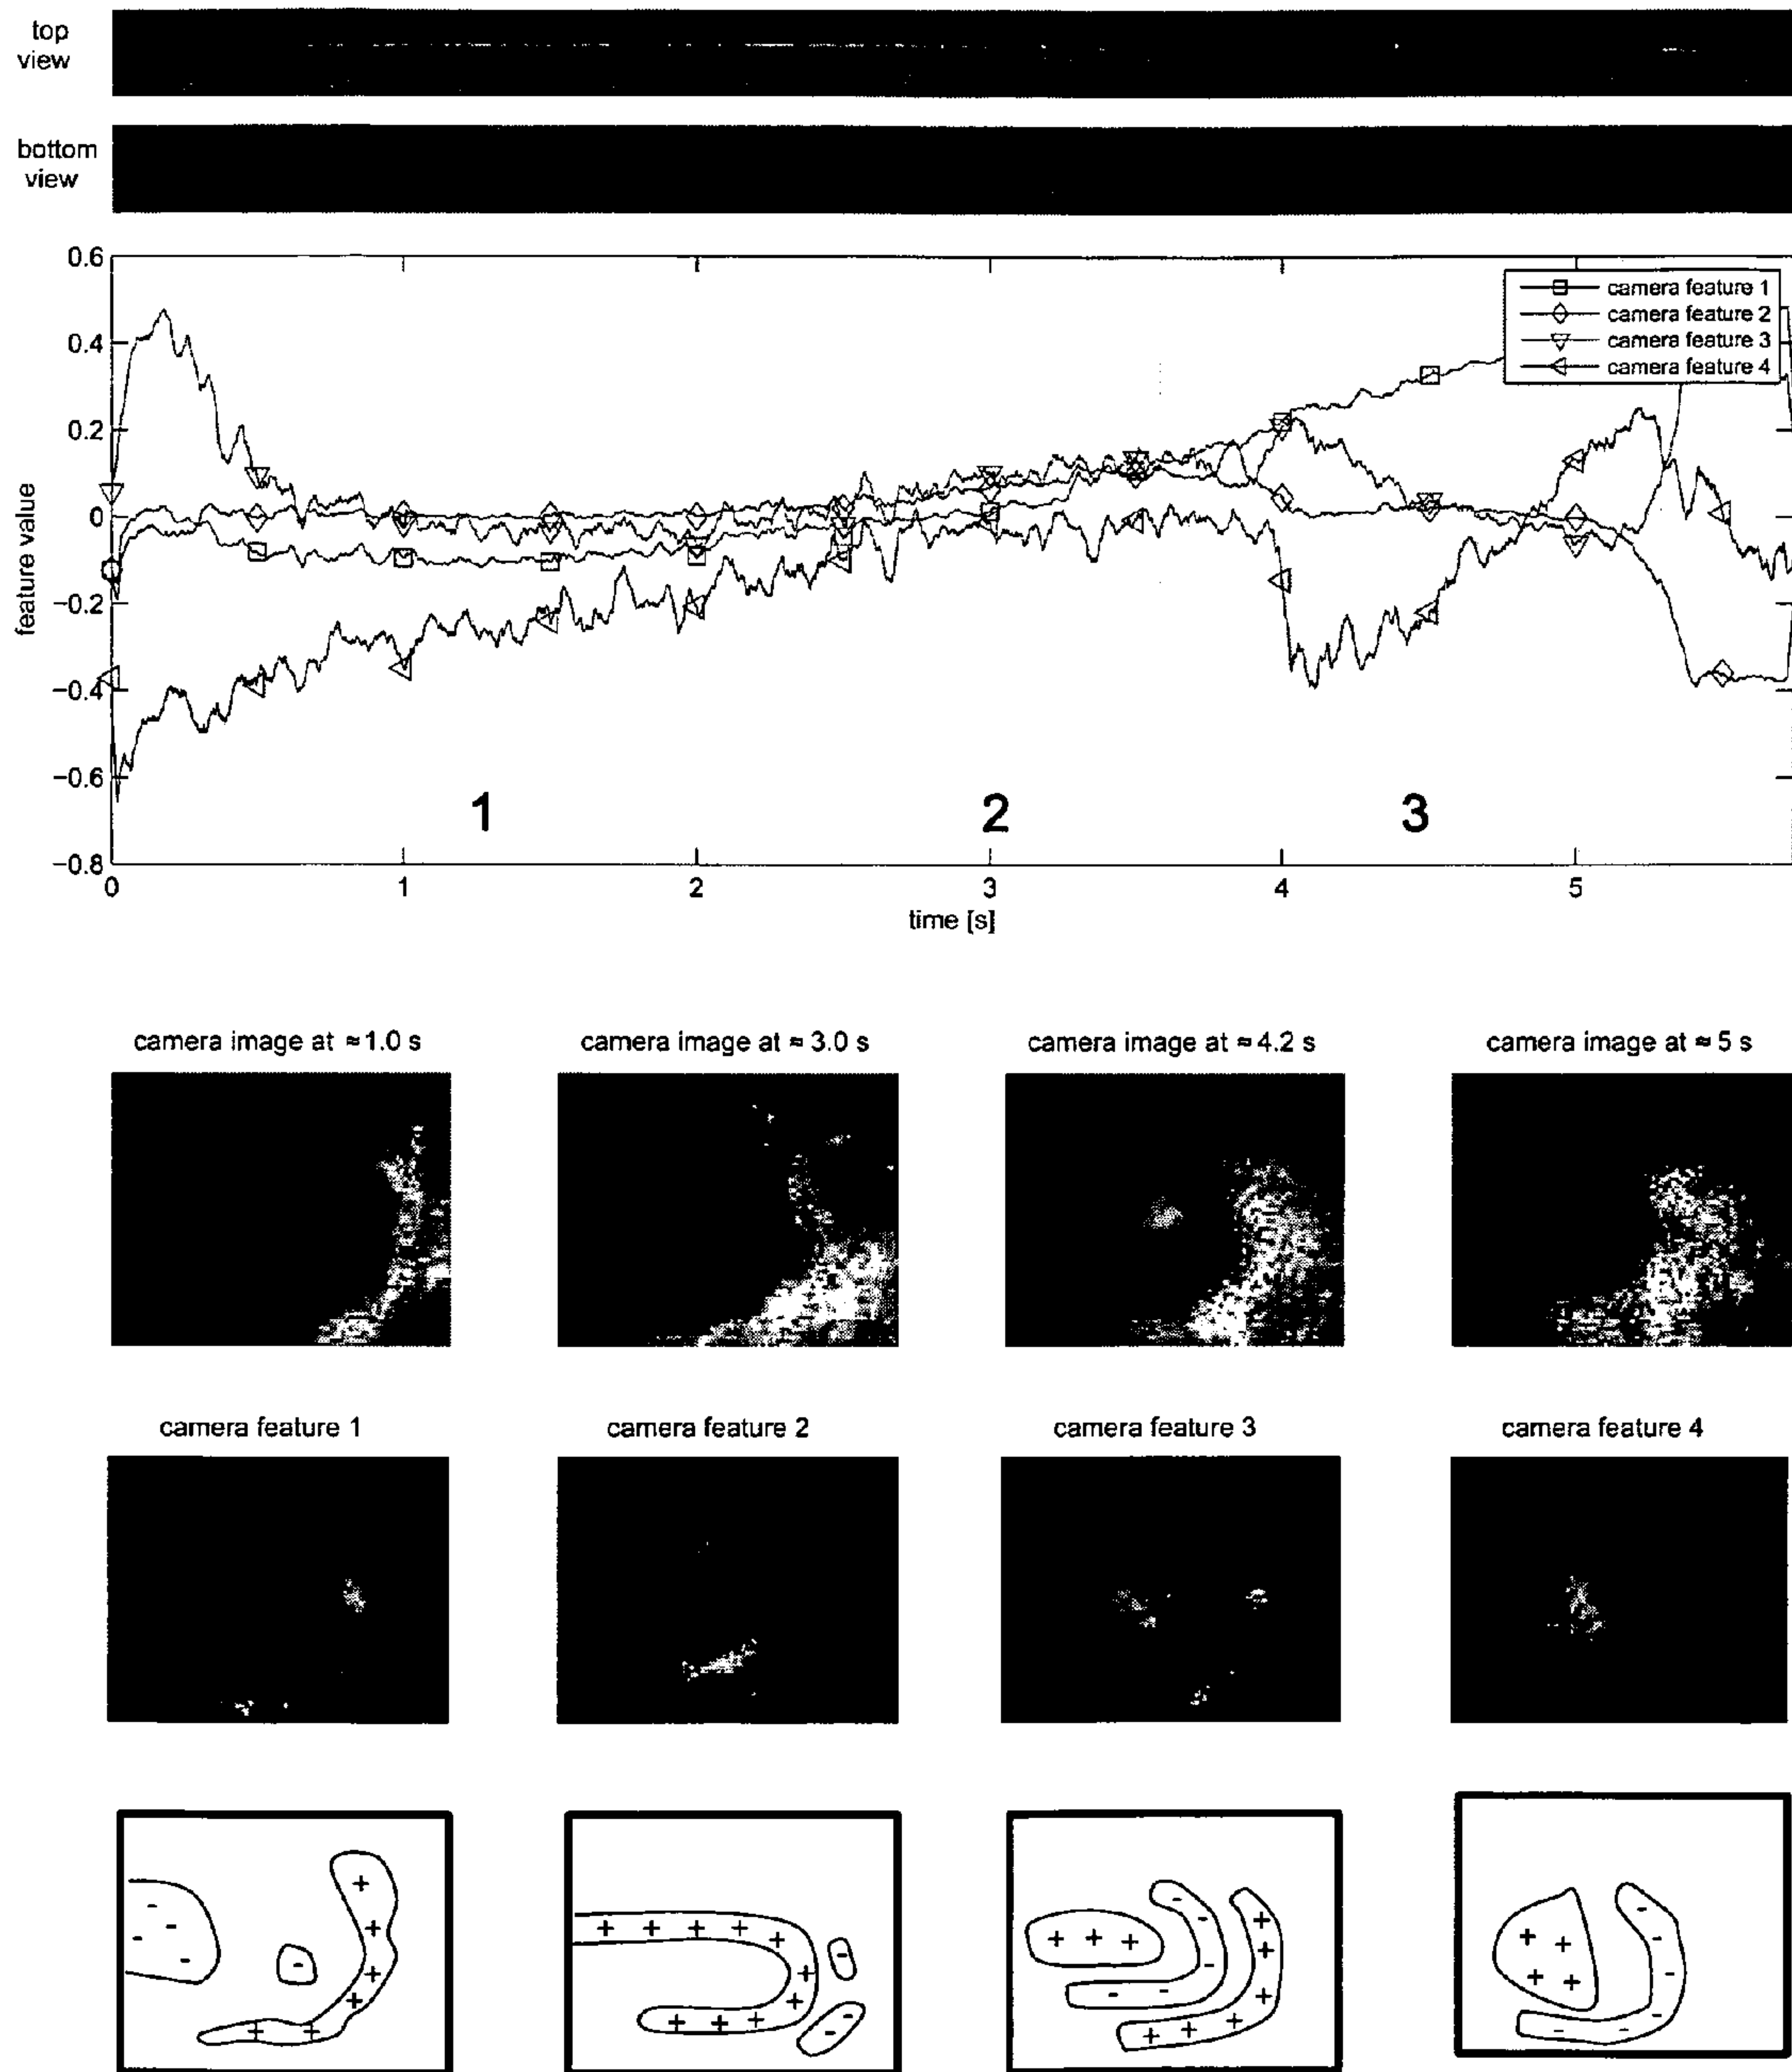 top
view
bottom
view
0.6
0.4
0.2
0
−0.2
−0.4
−0.6
−0.8
feature value
camera feature 1
camera feature 2
camera feature 3
camera feature 4
1
2
3
0 1 2 3 4 5
time [s]
camera image at ≈1.0 s
camera image at ≈ 3.0 s
camera image at ≈ 4.2 s
camera image at ≈ 5 s
camera feature 1
camera feature 2
camera feature 3
camera feature 4